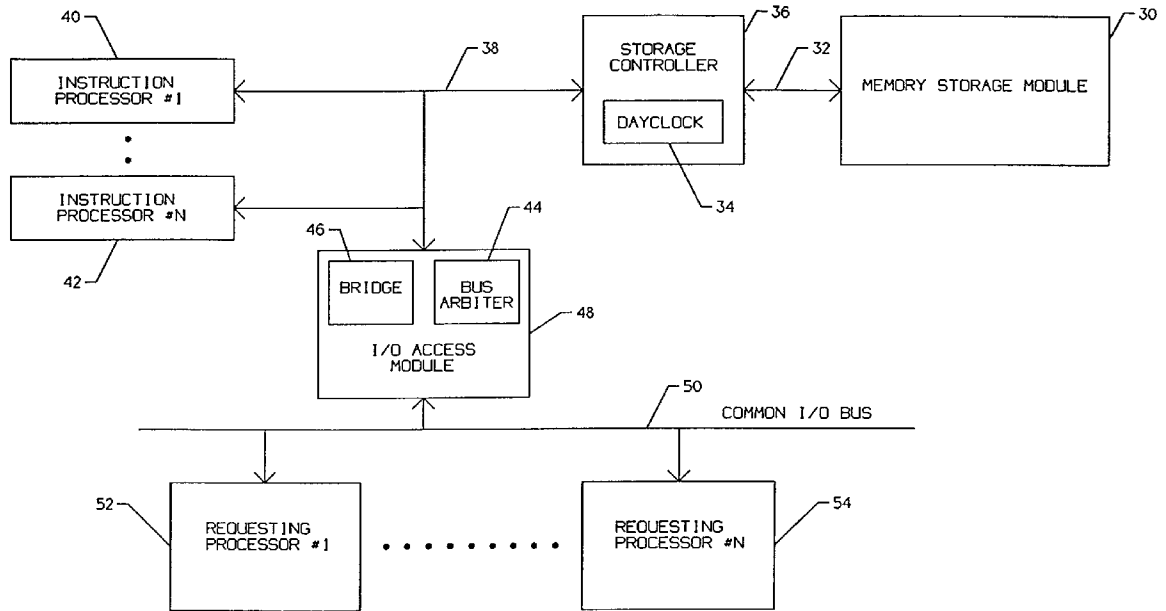 40
INSTRUCTION
PROCESSOR #1
38
36
STORAGE
CONTROLLER
DAYCLOCK
34
32
30
MEMORY STORAGE MODULE
INSTRUCTION
PROCESSOR #N
42
46
44
BRIDGE
BUS
ARBITER
48
I/O ACCESS
MODULE
50
COMMON I/O BUS
52
REQUESTING
PROCESSOR #1
REQUESTING
PROCESSOR #N
54